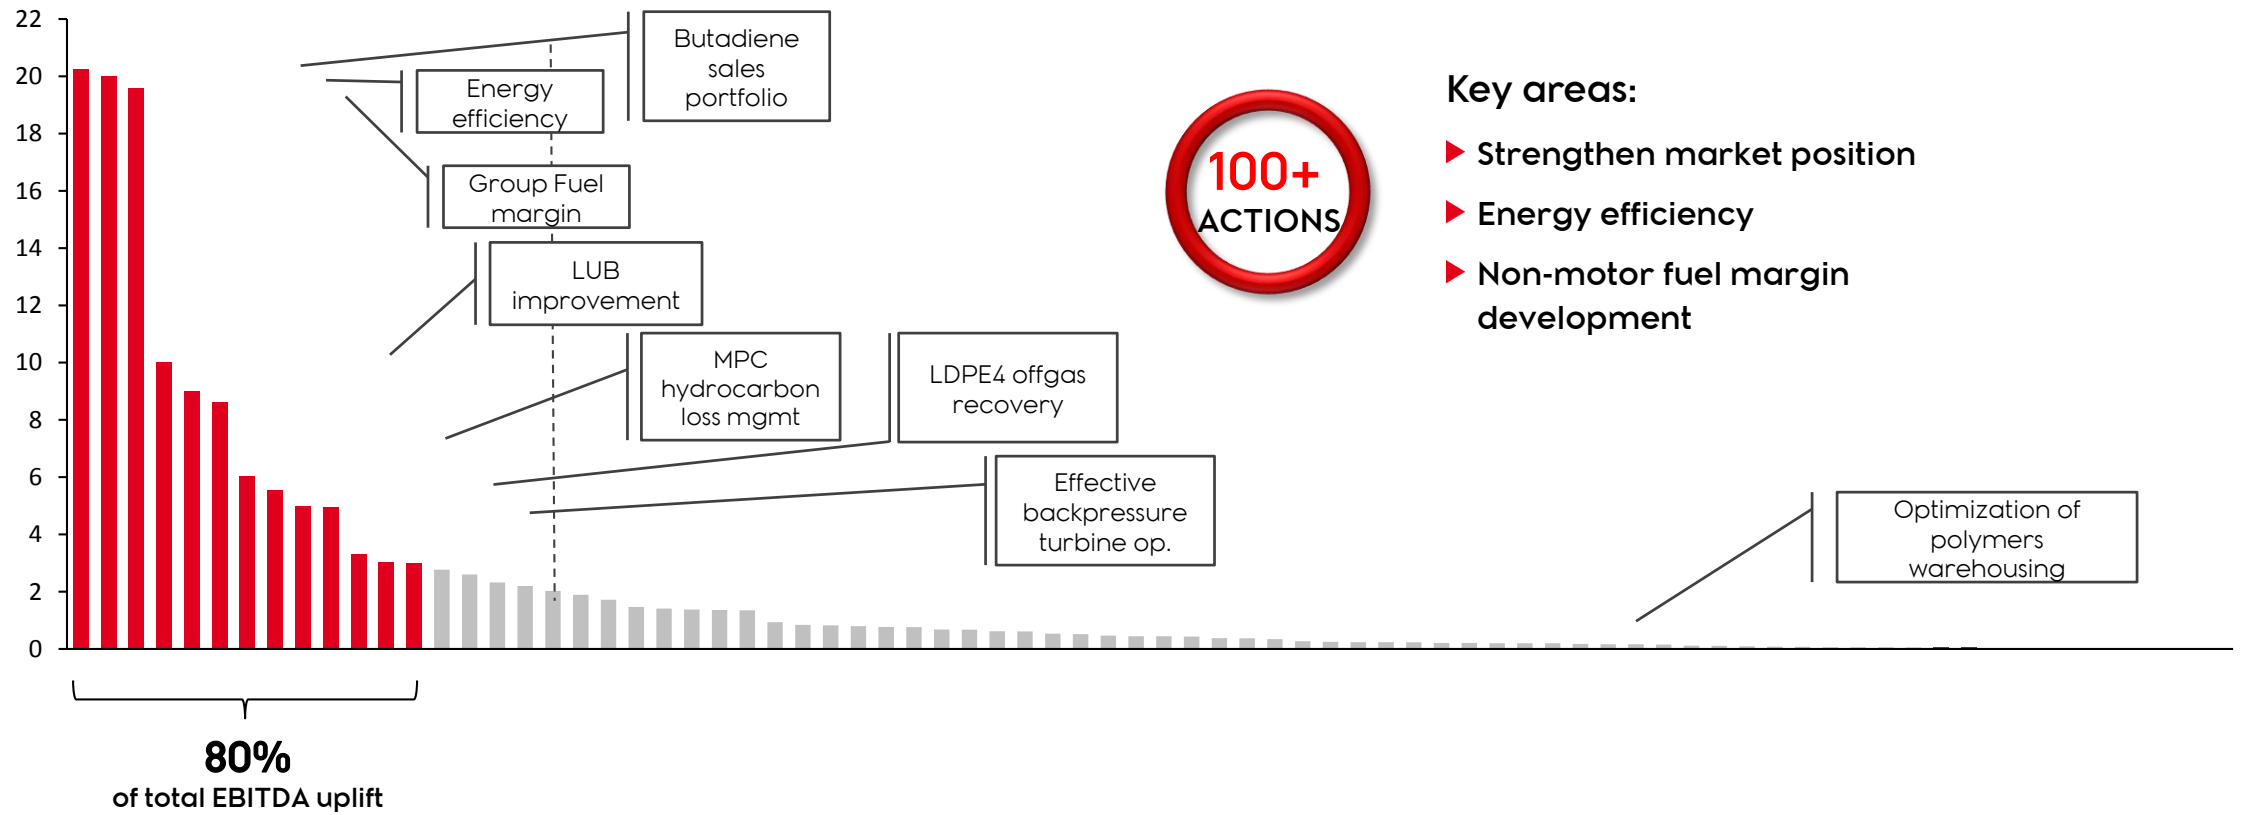 22
20
18
16
14
12
10
8
6
4
2
0
Butadiene
sales
portfolio
Energy
efficiency
Group Fuel
margin
LUB
improvement
MPC
hydrocarbon
loss mgmt
LDPE4 offgas
recovery
Effective
backpressure
turbine op.
Optimization of
polymers
warehousing
100+
ACTIONS
Key areas:
Strengthen market position
Energy efficiency
Non-motor fuel margin
development
80%
of total EBITDA uplift